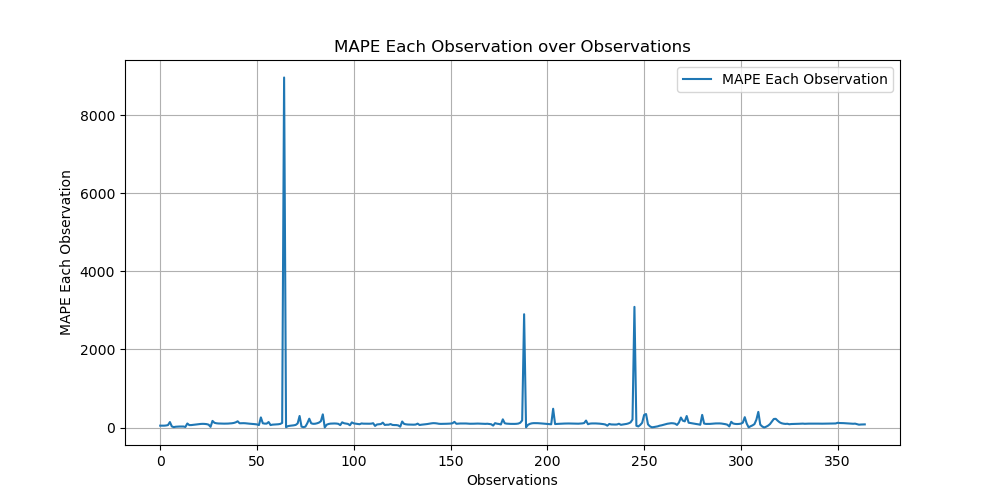 MAPE Each Observation over Observations
MAPE Each Observation
8000
6000
4000
2000
0
MAPE Each Observation
0 50 100 150 200 250 300 350
Observations